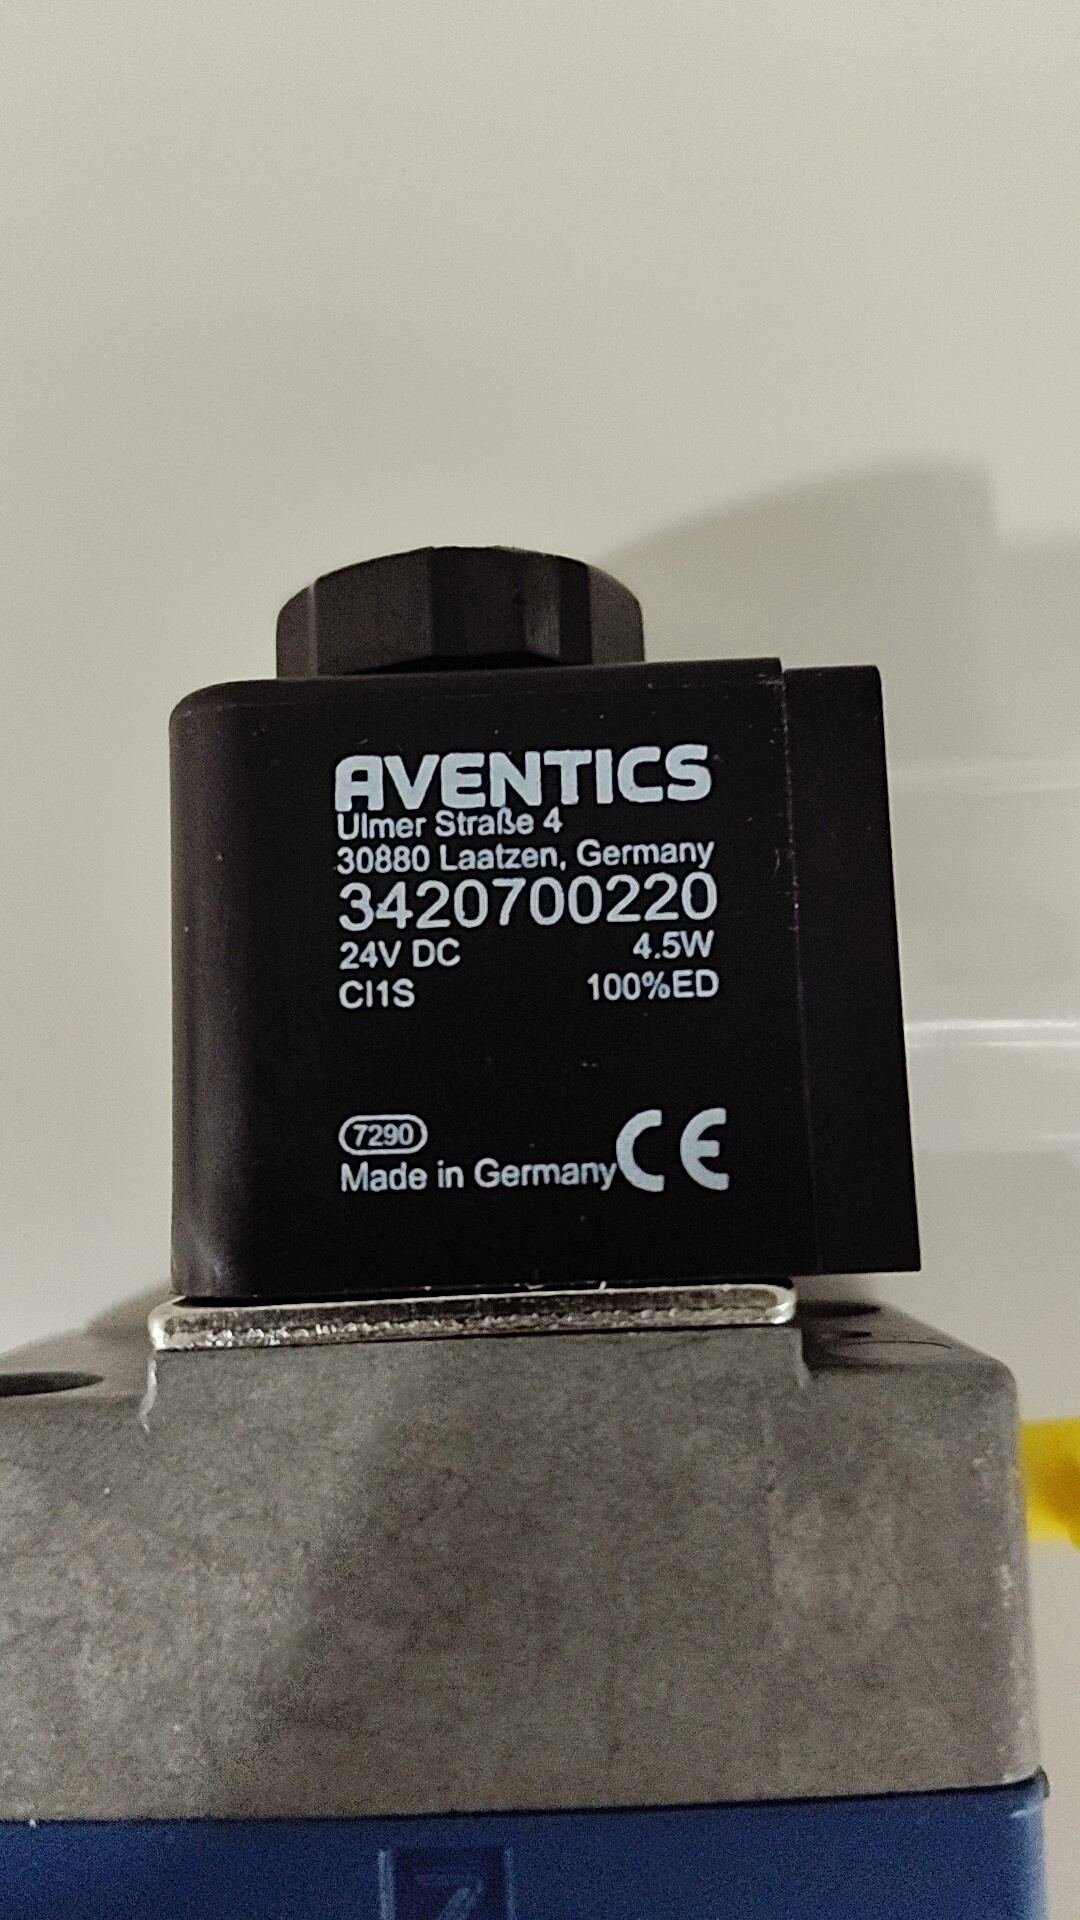 AVENTICS
Ulmer Straße 4
30880 Laatzen, Germany
3420700220
24V DC 4.5W
CI1S 100%ED
7290
Made in Germany CE
7